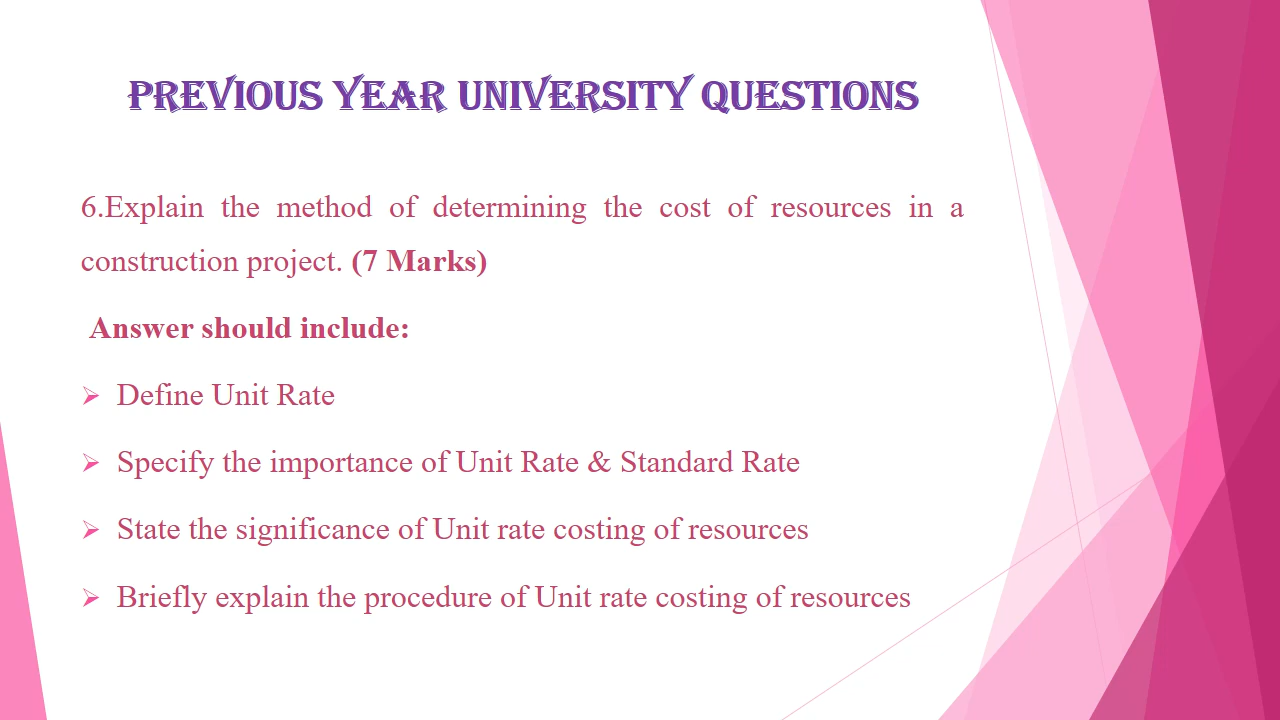 PREVIOUS YEAR UNIVERSITY QUESTIONS
6.Explain the method of determining the cost of resources in a
construction project. (7 Marks)
Answer should include:
➢ Define Unit Rate
➢ Specify the importance of Unit Rate & Standard Rate
➢ State the significance of Unit rate costing of resources
➢ Briefly explain the procedure of Unit rate costing of resources